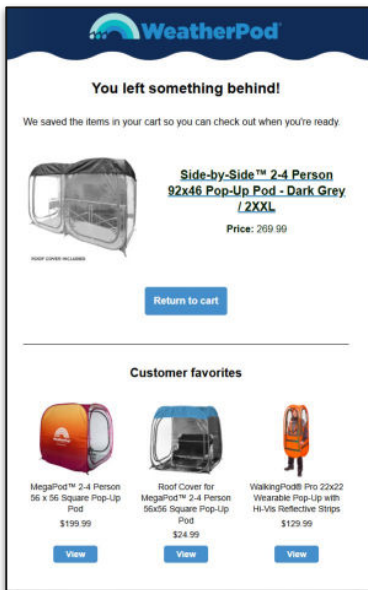 WeatherPod
You left something behind!
We saved the items in your cart so you can check out when you're ready.
Side-by-Side™ 2-4 Person
92x46 Pop-Up Pod - Dark Grey
/ 2XXL
Price: 269.99
ROOF COVER INCLUDED
Return to cart
Customer favorites
MegaPod™ 2-4 Person
56 x 56 Square Pop-Up
Pod
$199.99
View
Roof Cover for
MegaPod™ 2-4 Person
56x56 Square Pop-Up
Pod
$24.99
View
WalkingPod® Pro 22x22
Wearable Pop-Up with
Hi-Vis Reflective Strips
$129.99
View